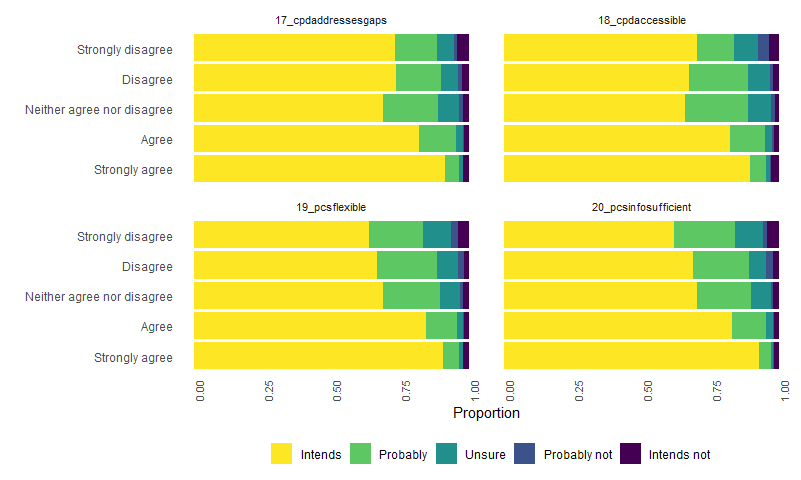 17_cpdaddressesgaps 18_cpdaccessible
Strongly disagree
Disagree
Neither agree nor disagree
Agree
Strongly agree
19_pcsflexible 20_pcsinfosufficient
Strongly disagree
Disagree
Neither agree nor disagree
Agree
Strongly agree
0.00 0.25 0.50 0.75 1.00 0.00 0.25 0.50 0.75 1.00
Proportion
Intends Probably Unsure Probably not Intends not